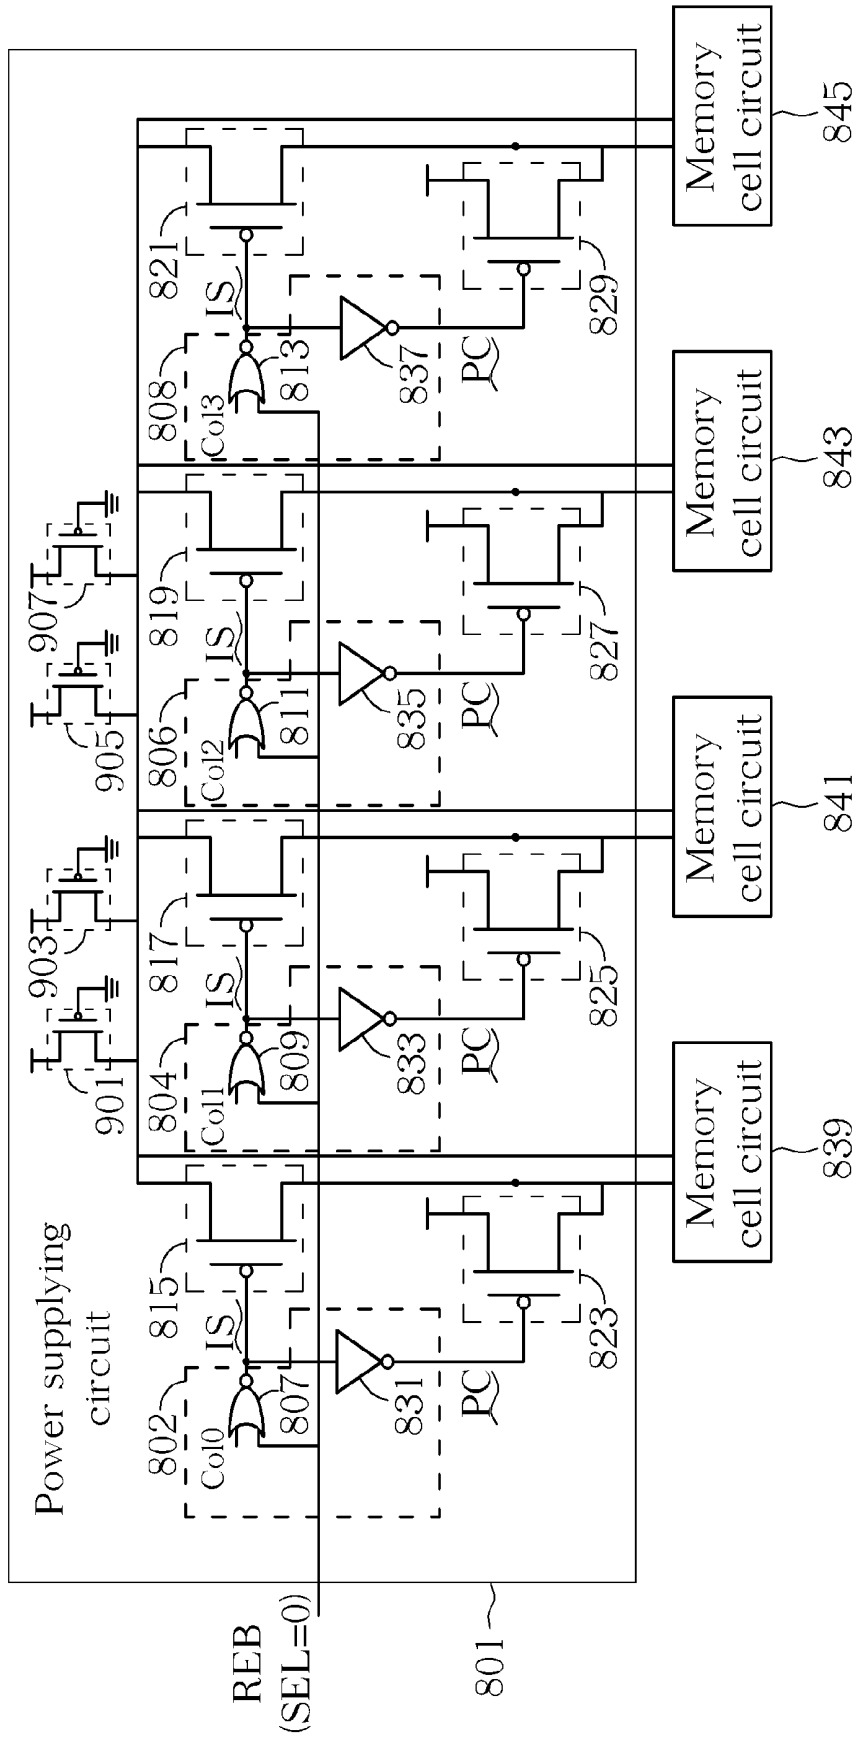 Power supplying
circuit
901
903
905
907
802
815
804
817
806
819
808
821
Col0
IS
Col1
IS
Col2
IS
Col3
IS
807
809
811
813
REB
(SEL=0)
831
833
835
837
PC
PC
PC
PC
823
825
827
829
801
Memory
cell circuit
Memory
cell circuit
Memory
cell circuit
Memory
cell circuit
839
841
843
845